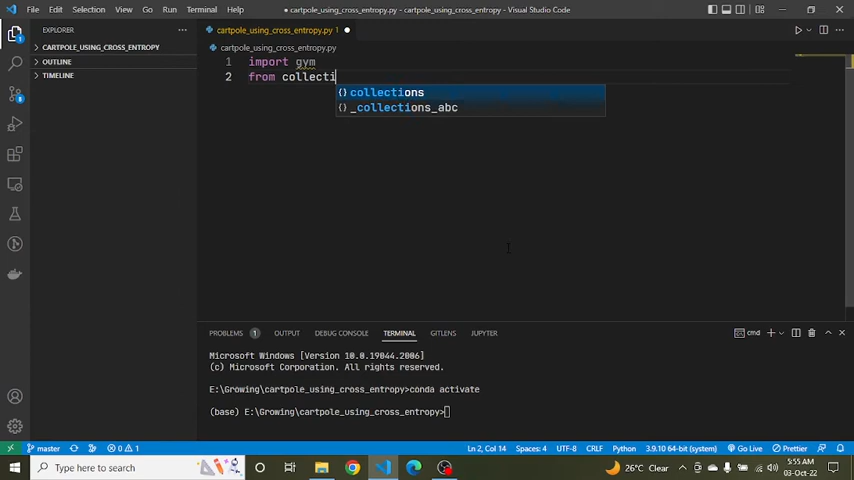 File Edit Selection View Go Run Terminal Help
cartpole_using_cross_entropy.py - cartpole_using_cross_entropy - Visual Studio Code
EXPLORER
CARTPOLE_USING_CROSS_ENTROPY
OUTLINE
TIMELINE
cartpole_using_cross_entropy.py 1
cartpole_using_cross_entropy.py
1 import gym
2 from collecti
collections
_collections_abc
PROBLEMS 1 OUTPUT DEBUG CONSOLE TERMINAL GITLENS JUPYTER
cmd
Microsoft Windows [Version 10.0.19044.2006]
(c) Microsoft Corporation. All rights reserved.
E:\Growing\cartpole_using_cross_entropy>conda activate
(base) E:\Growing\cartpole_using_cross_entropy>
master 0 1 Ln 2, Col 14 Spaces: 4 UTF-8 CRLF Python 3.9.10 64-bit (system) Go Live Prettier
Type here to search
26°C Clear
5:55 AM
03-Oct-22